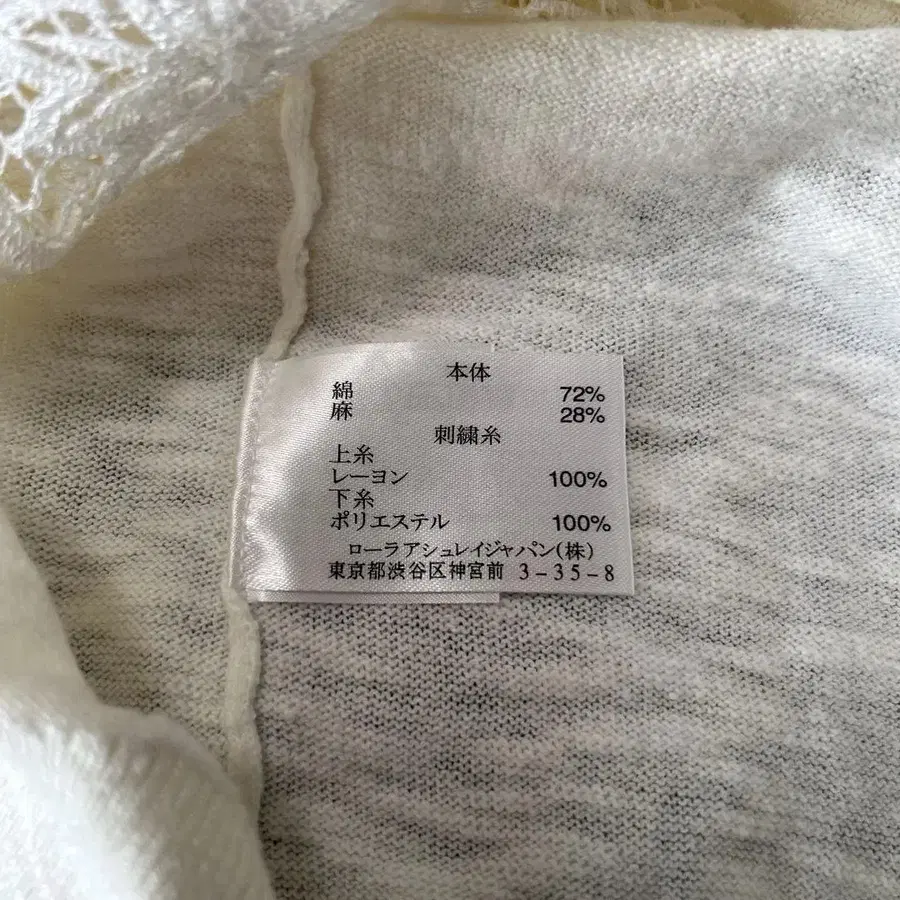 本体
綿 72%
麻 28%
刺繍糸
上糸
レーヨン 100%
下糸
ポリエステル 100%
ローラアシュレイジャパン(株)
東京都渋谷区神宮前 3-35-8